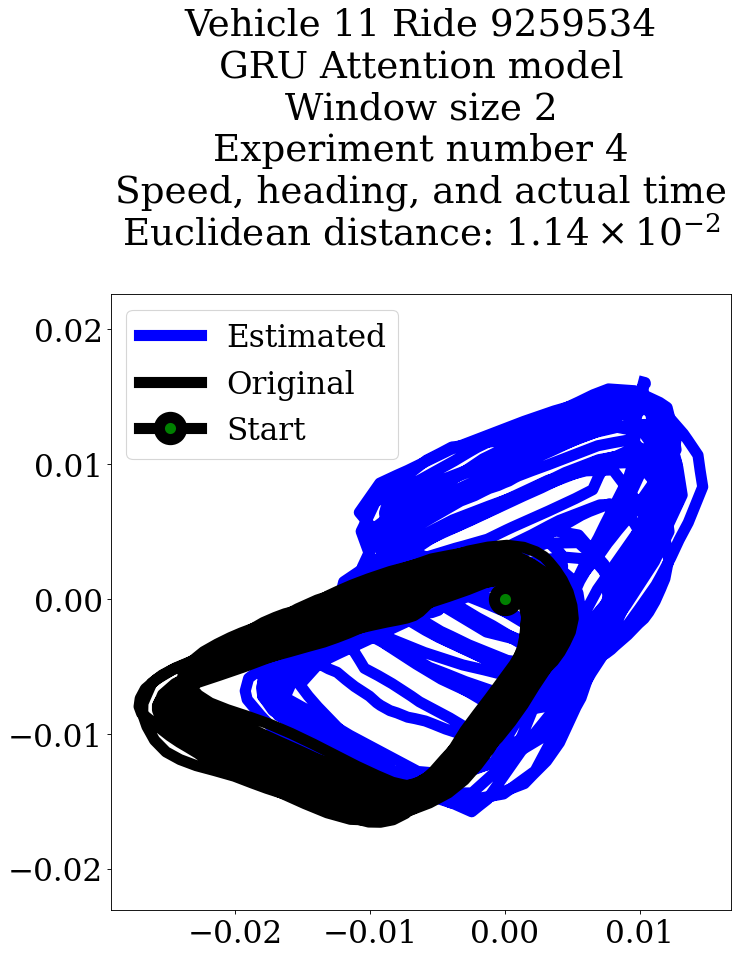 Vehicle 11 Ride 9259534
GRU Attention model
Window size 2
Experiment number 4
Speed, heading, and actual time
Euclidean distance: 1.14 × 10⁻²
Estimated
Original
Start
0.02
0.01
0.00
−0.01
−0.02
−0.02 −0.01 0.00 0.01